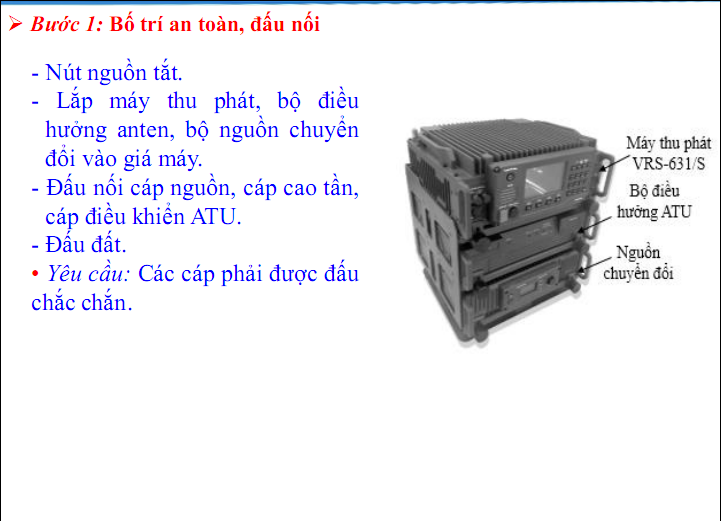 ➢ Bước 1: Bố trí an toàn, đấu nối
- Nút nguồn tắt.
- Lắp máy thu phát, bộ điều
hưởng anten, bộ nguồn chuyển
đổi vào giá máy.
- Đấu nối cáp nguồn, cáp cao tần,
cáp điều khiển ATU.
- Đấu đất.
• Yêu cầu: Các cáp phải được đấu
chắc chắn.
Máy thu phát
VRS-631/S
Bộ điều
hưởng ATU
Nguồn
chuyển đổi